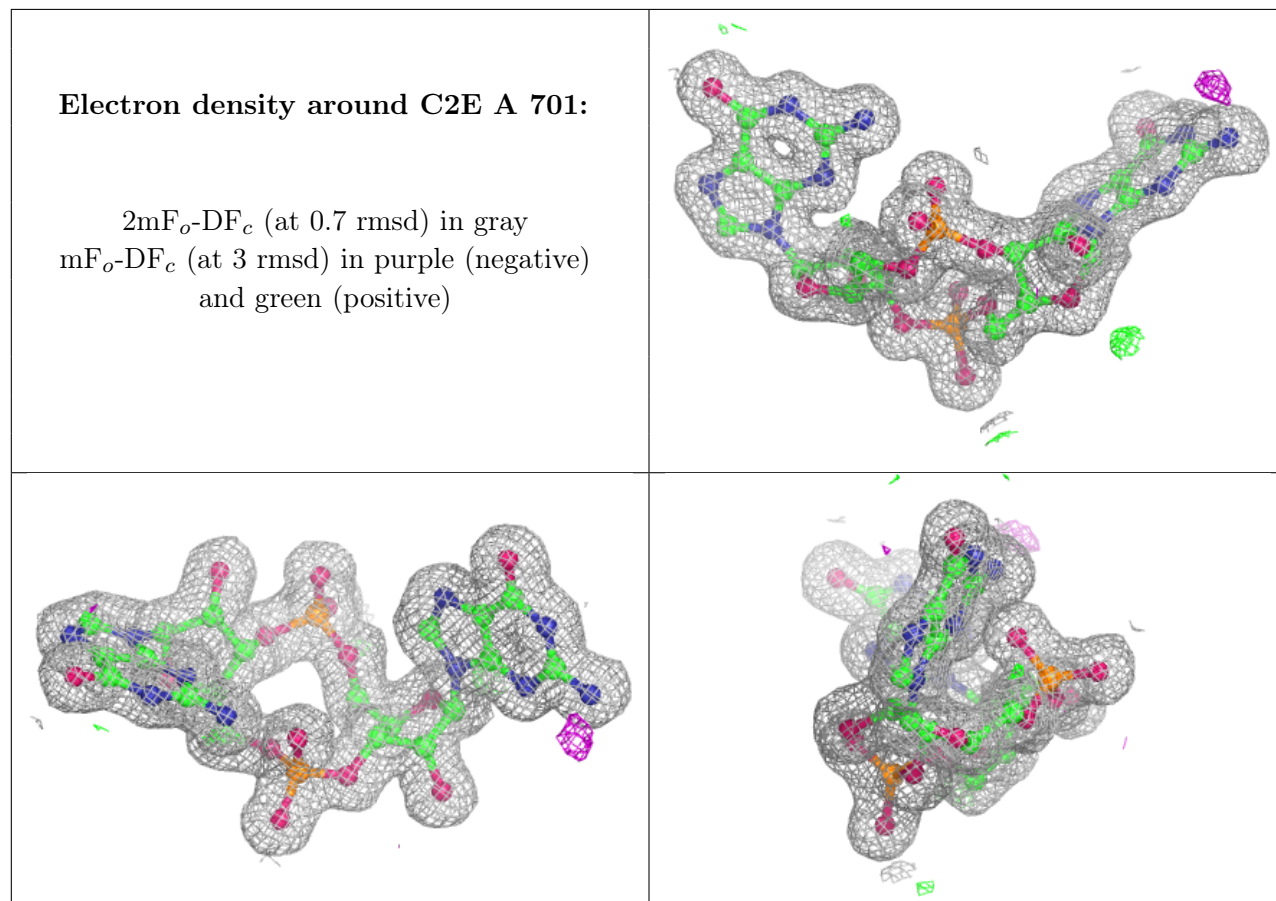 Electron density around C2E A 701:
2mFₒ-DF𝒸 (at 0.7 rmsd) in gray
mFₒ-DF𝒸 (at 3 rmsd) in purple (negative)
and green (positive)